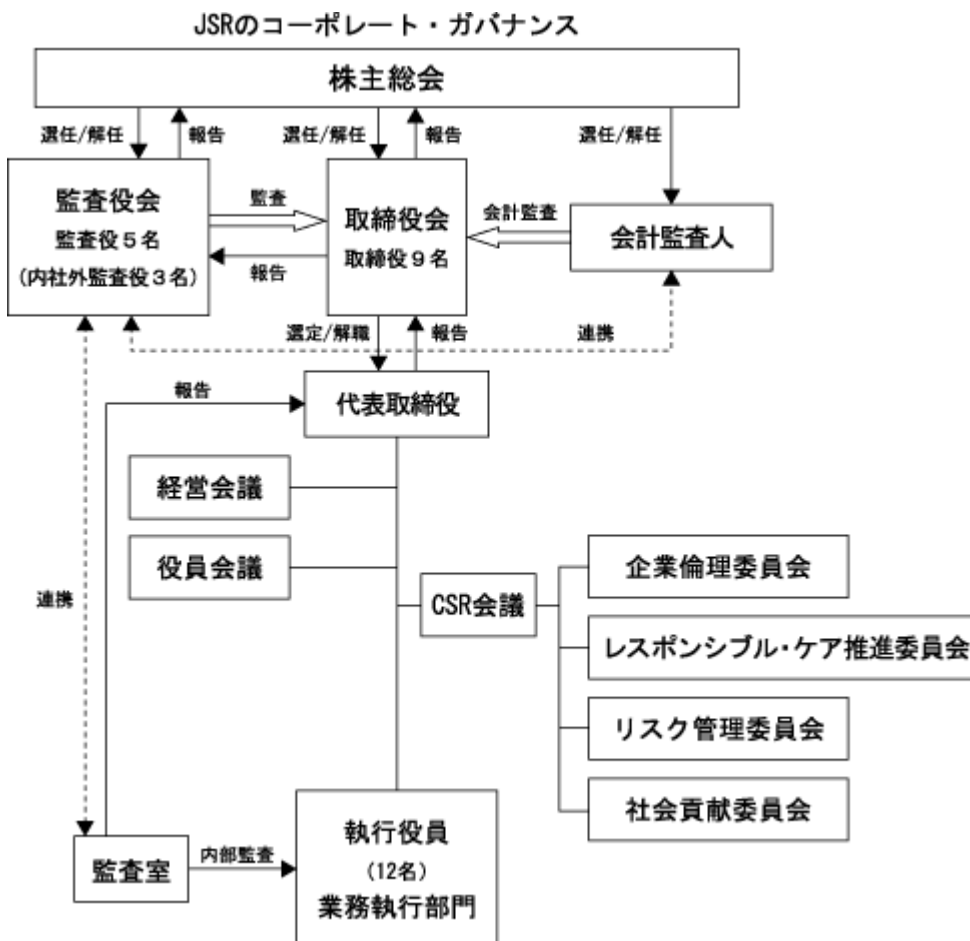 JSRのコーポレート・ガバナンス
株主総会
選任/解任
報告
選任/解任
報告
選任/解任
監査役会
監査役5名
(内社外監査役3名)
監査
報告
取締役会
取締役9名
会計監査
会計監査人
選定/解職
報告
連携
報告
代表取締役
経営会議
役員会議
連携
CSR会議
企業倫理委員会
レスポンシブル・ケア推進委員会
リスク管理委員会
社会貢献委員会
監査室
内部監査
執行役員
(12名)
業務執行部門